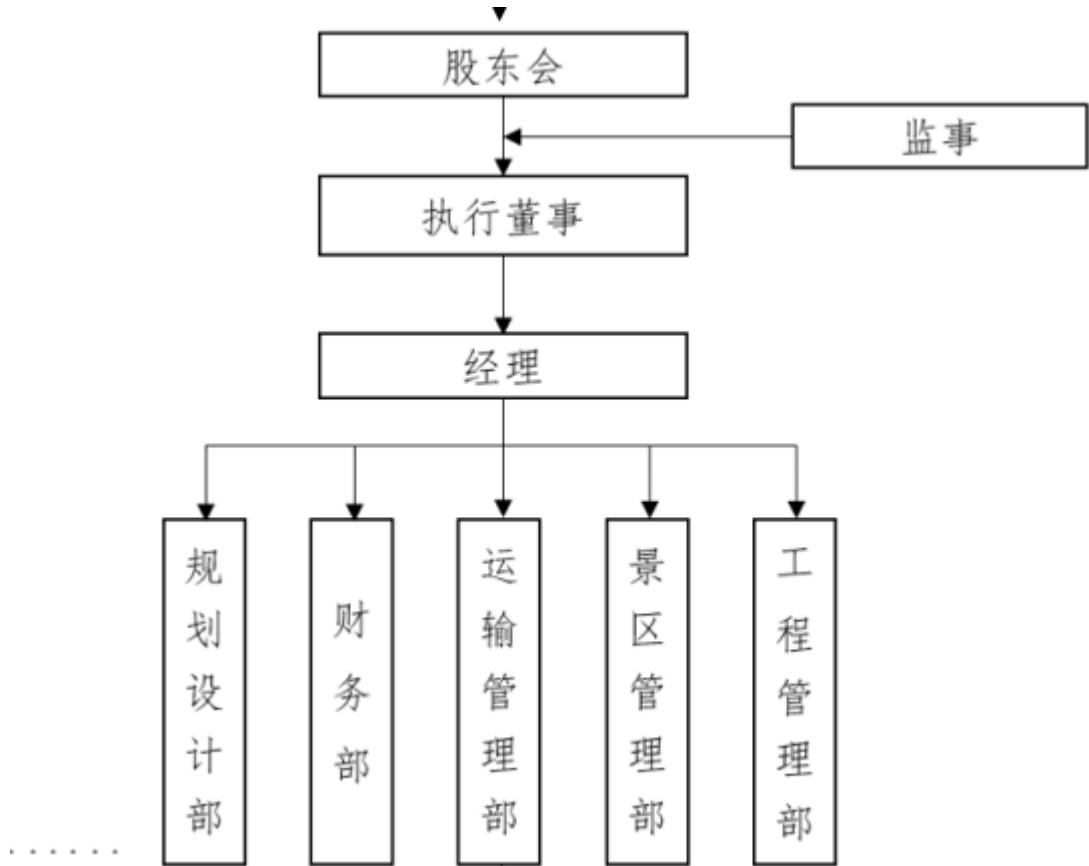 股东会
监事
执行董事
经理
规划设计部
财务部
运输管理部
景区管理部
工程管理部
......